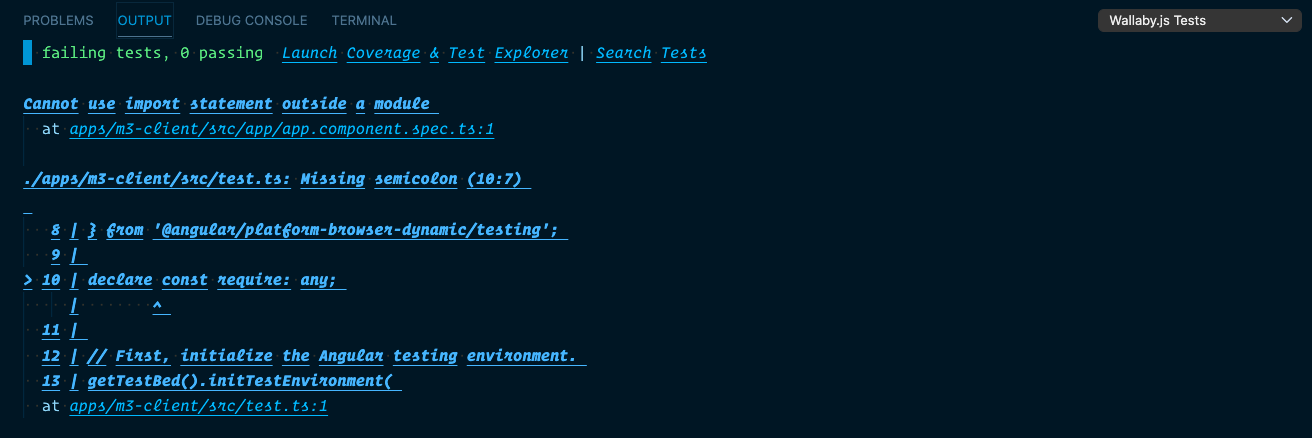 PROBLEMS OUTPUT DEBUG CONSOLE TERMINAL Wallaby.js Tests
failing tests, 0 passing Launch Coverage & Test Explorer | Search Tests
Cannot use import statement outside a module
at apps/m3-client/src/app/app.component.spec.ts:1
./apps/m3-client/src/test.ts: Missing semicolon (10:7)
8 | } from '@angular/platform-browser-dynamic/testing';
9 |
> 10 | declare const require: any;
| ^
11 |
12 | // First, initialize the Angular testing environment.
13 | getTestBed().initTestEnvironment(
at apps/m3-client/src/test.ts:1